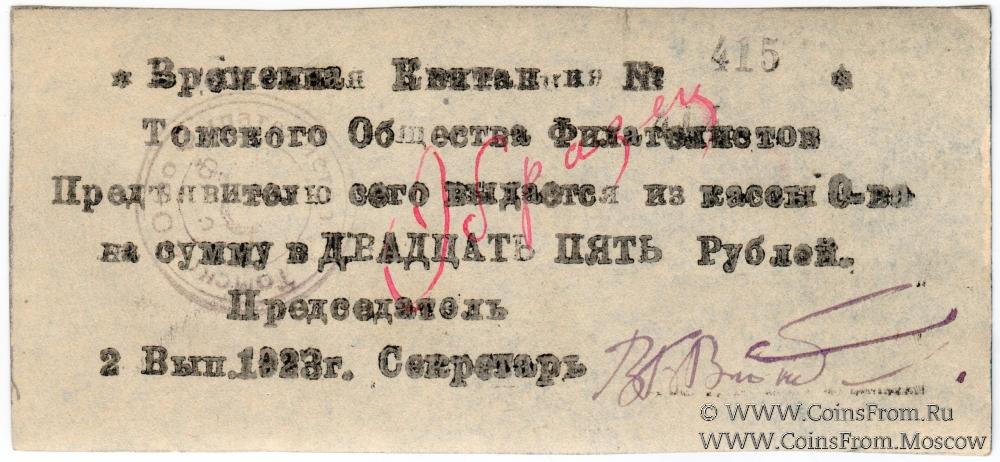 * Временная Квитанция № 415 *
Образец
Томского Общества Филателистов
Предъявителю сего выдается из кассы О-ва
на сумму в ДВАДЦАТЬ ПЯТЬ Рублей.
Председатель
2 Вып. 1923г. Секретарь
© WWW.CoinsFrom.Ru
WWW.CoinsFrom.Moscow